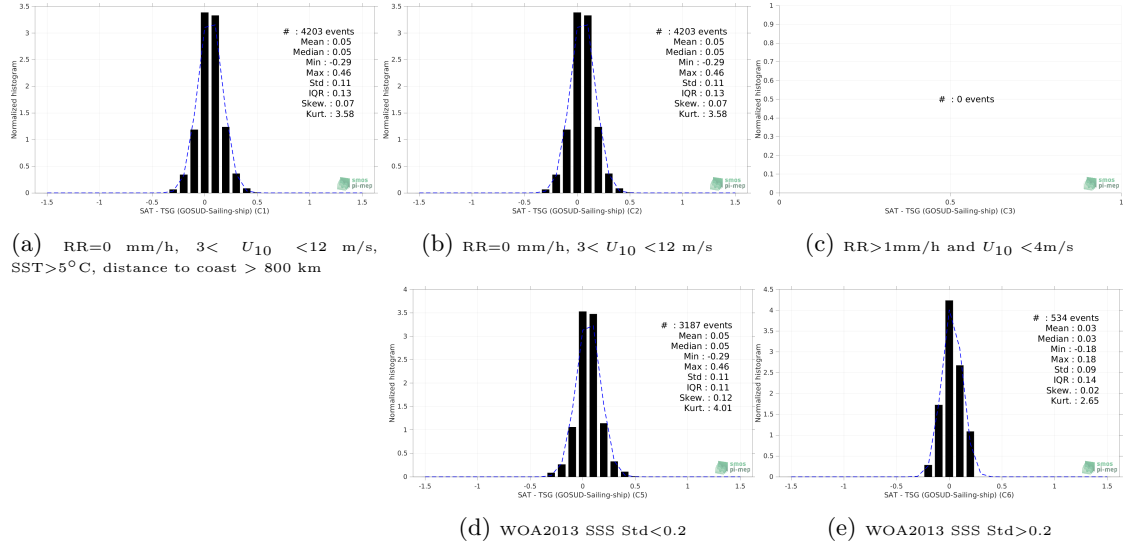 3.5
3
2.5
2
1.5
1
0.5
0
Normalized histogram
# : 4203 events
Mean : 0.05
Median : 0.05
Min : -0.29
Max : 0.46
Std : 0.11
IQR : 0.13
Skew. : 0.07
Kurt. : 3.58
smos
pi-mep
-1.5 -1 -0.5 0 0.5 1 1.5
SAT - TSG (GOSUD-Sailing-ship) (C1)
(a) RR=0 mm/h, 3< U10 <12 m/s,
SST>5°C, distance to coast > 800 km
3.5
3
2.5
2
1.5
1
0.5
0
Normalized histogram
# : 4203 events
Mean : 0.05
Median : 0.05
Min : -0.29
Max : 0.46
Std : 0.11
IQR : 0.13
Skew. : 0.07
Kurt. : 3.58
smos
pi-mep
-1.5 -1 -0.5 0 0.5 1 1.5
SAT - TSG (GOSUD-Sailing-ship) (C2)
(b) RR=0 mm/h, 3< U10 <12 m/s
1
0.9
0.8
0.7
0.6
0.5
0.4
0.3
0.2
0.1
0
Normalized histogram
# : 0 events
smos
pi-mep
0 0.5 1
SAT - TSG (GOSUD-Sailing-ship) (C3)
(c) RR>1mm/h and U10 <4m/s
4
3.5
3
2.5
2
1.5
1
0.5
0
Normalized histogram
# : 3187 events
Mean : 0.05
Median : 0.05
Min : -0.29
Max : 0.46
Std : 0.11
IQR : 0.11
Skew. : 0.12
Kurt. : 4.01
smos
pi-mep
-1.5 -1 -0.5 0 0.5 1 1.5
SAT - TSG (GOSUD-Sailing-ship) (C5)
(d) WOA2013 SSS Std<0.2
4.5
4
3.5
3
2.5
2
1.5
1
0.5
0
Normalized histogram
# : 534 events
Mean : 0.03
Median : 0.03
Min : -0.18
Max : 0.18
Std : 0.09
IQR : 0.14
Skew. : 0.02
Kurt. : 2.65
smos
pi-mep
-1.5 -1 -0.5 0 0.5 1 1.5
SAT - TSG (GOSUD-Sailing-ship) (C6)
(e) WOA2013 SSS Std>0.2